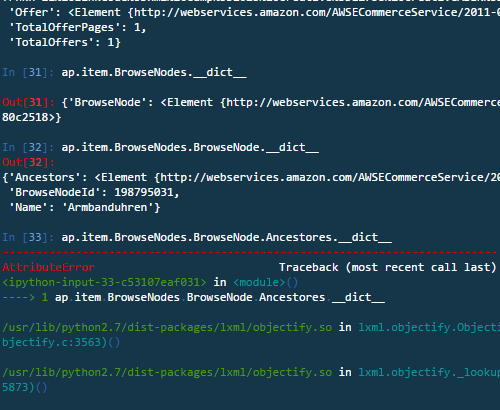 'Offer': <Element {http://webservices.amazon.com/AWSECommerceService/2011-0
'TotalOfferPages': 1,
'TotalOffers': 1}
In [31] ap.item.BrowseNodes.__dict__
Out[31]: {'BrowseNode': <Element {http://webservices.amazon.com/AWSECommerce
80c2518>}
In [32]: ap.item.BrowseNodes.BrowseNode.__dict__
Out[32]:
{'Ancestors': <Element {http://webservices.amazon.com/AWSECommerceService/20
'BrowseNodeId': 198795031,
'Name': 'Armbanduhren'}
In [33] ap.item.BrowseNodes.BrowseNode.Ancestores.__dict__
---------------------------------------------------------------------------
AttributeError Traceback (most recent call last)
<ipython-input-33-c53107eaf031> in <module>()
----> 1 ap.item.BrowseNodes.BrowseNode.Ancestores.__dict__
/usr/lib/python2.7/dist-packages/lxml/objectify.so in lxml.objectify.Objecti
bjectify.c:3563)()
/usr/lib/python2.7/dist-packages/lxml/objectify.so in lxml.objectify._lookup
5873)()